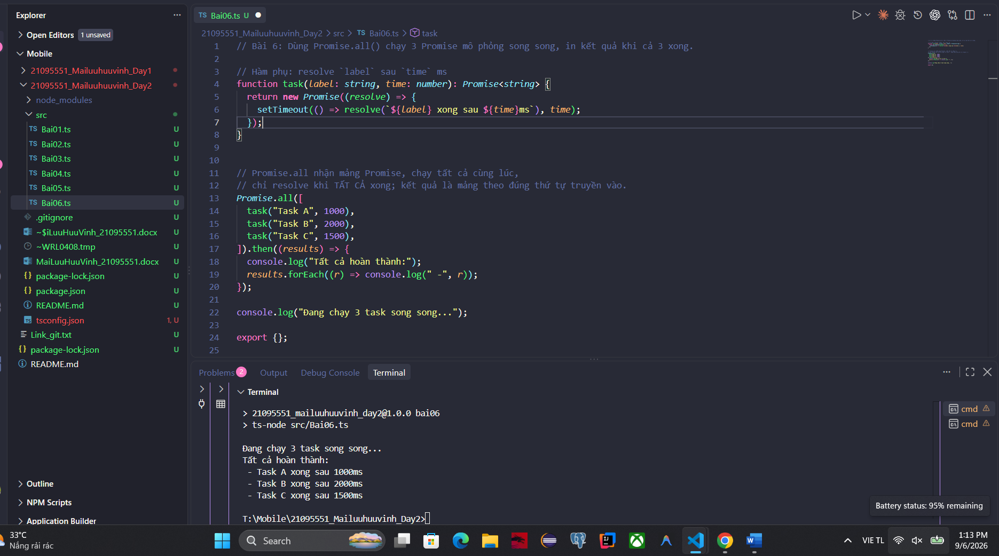 Explorer
Open Editors 1 unsaved
Mobile
21095551_Mailuuhuuvinh_Day1
21095551_Mailuuhuuvinh_Day2
node_modules
src
TS Bai01.ts U
TS Bai02.ts U
TS Bai03.ts U
TS Bai04.ts U
TS Bai05.ts U
TS Bai06.ts U
.gitignore U
~$iLuuHuuVinh_21095551.docx U
~WRL0408.tmp U
MaiLuuHuuVinh_21095551.docx U
{} package-lock.json U
{} package.json U
README.md U
TS tsconfig.json 1, U
Link_git.txt U
{} package-lock.json U
README.md
Outline
NPM Scripts
Application Builder
TS Bai06.ts U
21095551_Mailuuhuuvinh_Day2 > src > TS Bai06.ts > task
1 // Bài 6: Dùng Promise.all() chạy 3 Promise mô phỏng song song, in kết quả khi cả 3 xong.
2
3 // Hàm phụ: resolve `label` sau `time` ms
4 function task(label: string, time: number): Promise<string> {
5 return new Promise((resolve) => {
6 setTimeout(() => resolve(`${label} xong sau ${time}ms`), time);
7 });
8 }
9
10
11 // Promise.all nhận mảng Promise, chạy tất cả cùng lúc,
12 // chỉ resolve khi TẤT CẢ xong; kết quả là mảng theo đúng thứ tự truyền vào.
13 Promise.all([
14 task("Task A", 1000),
15 task("Task B", 2000),
16 task("Task C", 1500),
17 ]).then((results) => {
18 console.log("Tất cả hoàn thành:");
19 results.forEach((r) => console.log(" -", r));
20 });
21
22 console.log("Đang chạy 3 task song song...");
23
24 export {};
25
Problems 2 Output Debug Console Terminal
Terminal
> 21095551_mailuuhuuvinh_day2@1.0.0 bai06
> ts-node src/Bai06.ts
Đang chạy 3 task song song...
Tất cả hoàn thành:
- Task A xong sau 1000ms
- Task B xong sau 2000ms
- Task C xong sau 1500ms
T:\Mobile\21095551_Mailuuhuuvinh_Day2>
cmd
cmd
Battery status: 95% remaining
33°C
Nắng rải rác
Search
VIE TL
1:13 PM
9/6/2026